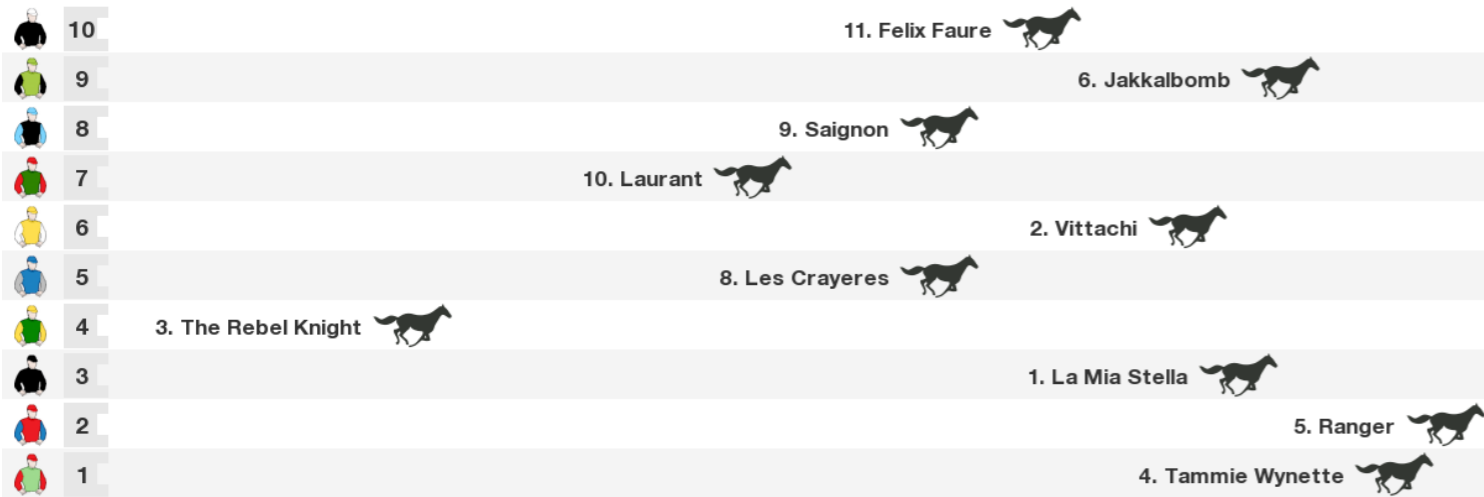 10 11. Felix Faure
9 6. Jakkalbomb
8 9. Saignon
7 10. Laurant
6 2. Vittachi
5 8. Les Crayeres
4 3. The Rebel Knight
3 1. La Mia Stella
2 5. Ranger
1 4. Tammie Wynette